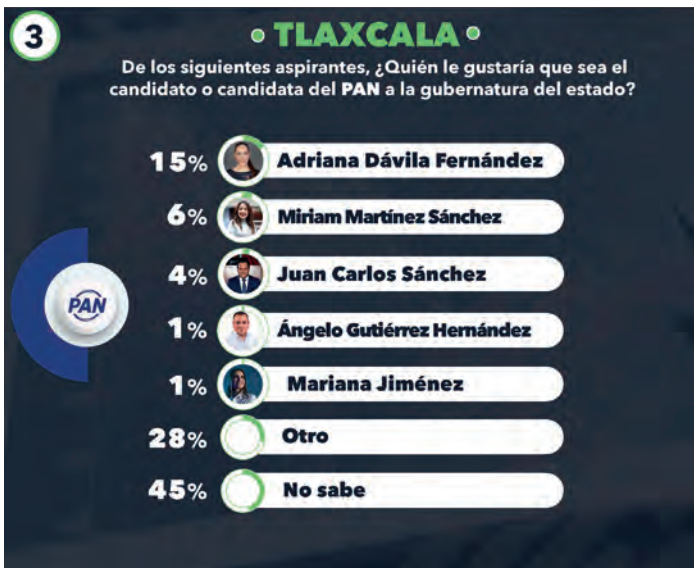 3
TLAXCALA
De los siguientes aspirantes, ¿Quién le gustaría que sea el
candidato o candidata del PAN a la gubernatura del estado?
15% Adriana Dávila Fernández
6% Miriam Martínez Sánchez
4% Juan Carlos Sánchez
PAN
1% Ángelo Gutiérrez Hernández
1% Mariana Jiménez
28% Otro
45% No sabe